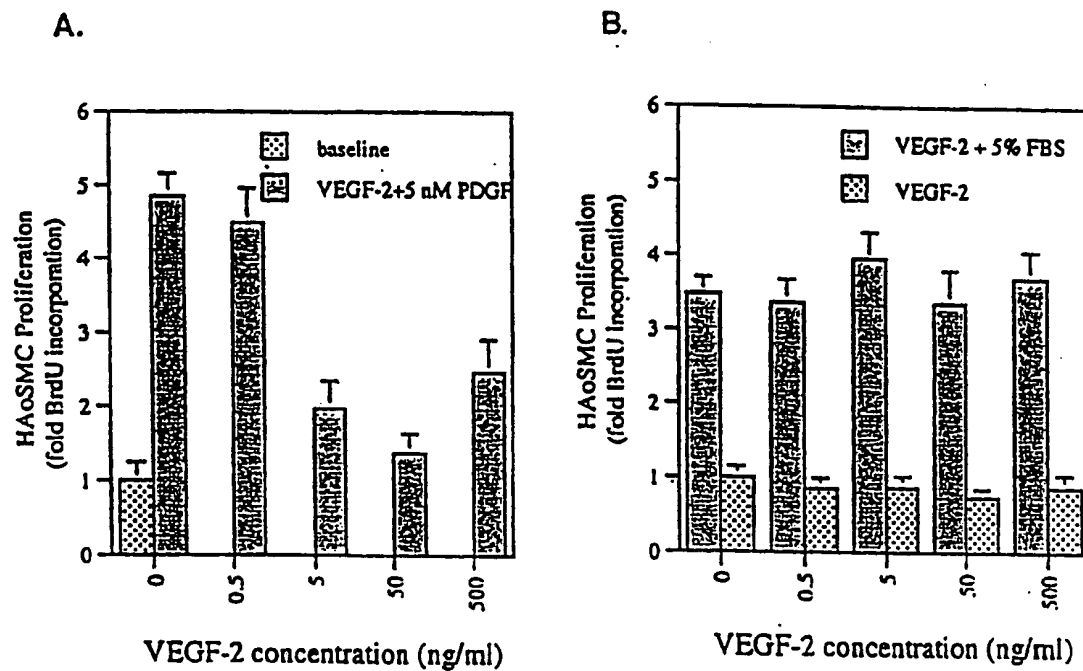 A.
HAoSMC Proliferation
(fold BrdU incorporation)
6
5
4
3
2
1
0
baseline
VEGF-2+5 nM PDGF
0
0.5
5
50
500
VEGF-2 concentration (ng/ml)
B.
HAoSMC Proliferation
(fold BrdU Incorporation)
6
5
4
3
2
1
0
VEGF-2 + 5% FBS
VEGF-2
0
0.5
5
50
500
VEGF-2 concentration (ng/ml)